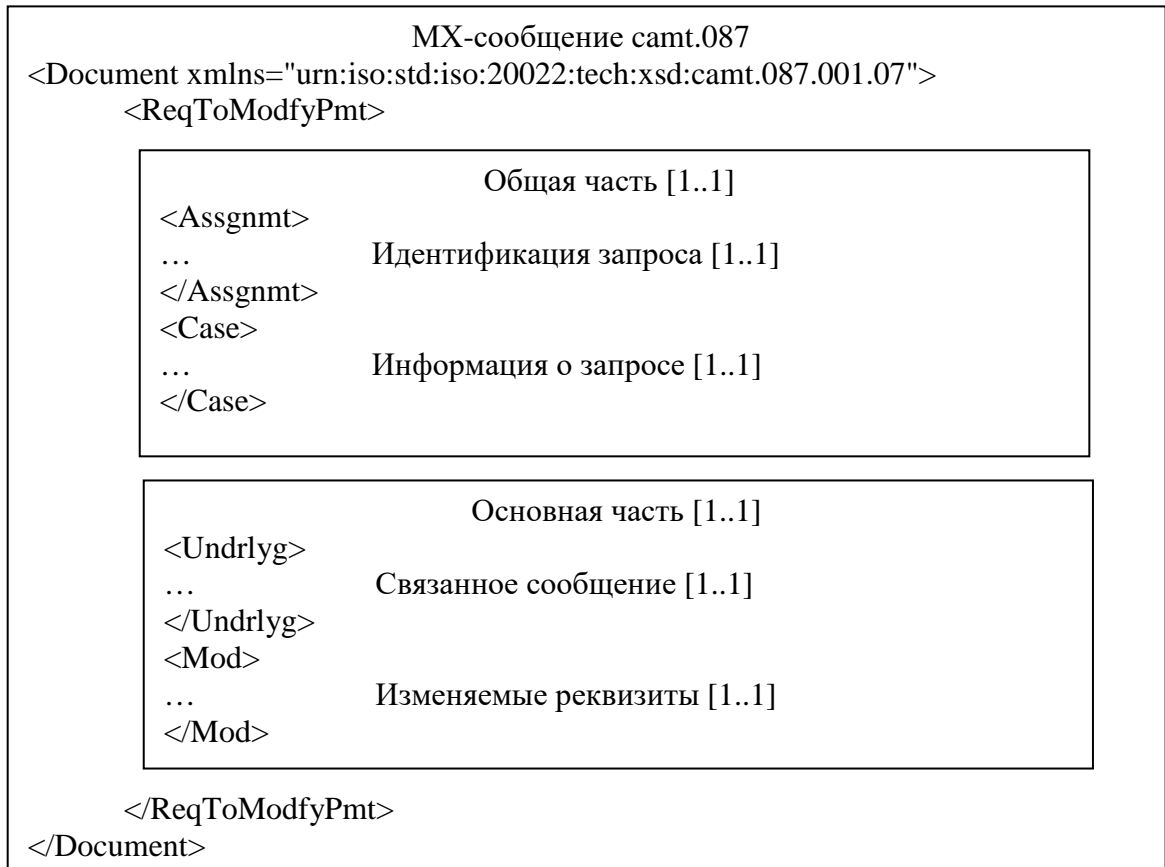 МХ-сообщение camt.087
<Document xmlns="urn:iso:std:iso:20022:tech:xsd:camt.087.001.07">
<ReqToModfyPmt>
Общая часть [1..1]
<Assgnmt>
… Идентификация запроса [1..1]
</Assgnmt>
<Case>
… Информация о запросе [1..1]
</Case>
Основная часть [1..1]
<Undrlyg>
… Связанное сообщение [1..1]
</Undrlyg>
<Mod>
… Изменяемые реквизиты [1..1]
</Mod>
</ReqToModfyPmt>
</Document>